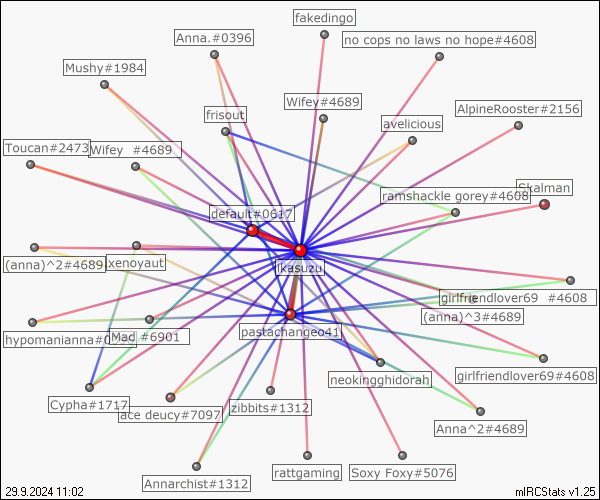 fakedingo
Anna.#0396
no cops no laws no hope#4608
Mushy#1984
Wifey#4689
AlpineRooster#2156
frisout
avelicious
Toucan#2473
Wifey #4689
Skalman
ramshackle gorey#4608
default#0617
(anna)^2#4689
xenovaut
jkasuzu
girlfriendlover69 #4608
(anna)^3#4689
hypomanianna#0
Mad #6901
pastachangeo41
girlfriendlover69#4608
neokingghidorah
Cypha#1717
ace deucy#7097
zibbits#1312
Anna^2#4689
Annarchist#1312
rattgaming
Soxy Foxy#5076
29.9.2024 11:02
mIRCStats v1.25